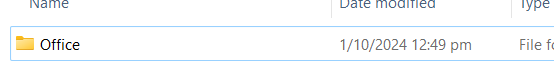 Name Date modified Type
Office 1/10/2024 12:49 pm File fo